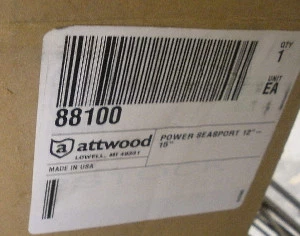 QTY
1
UNIT
EA
88100
a attwood
LOWELL, MI 49331
POWER SEASPORT 12"-
15"
MADE IN USA